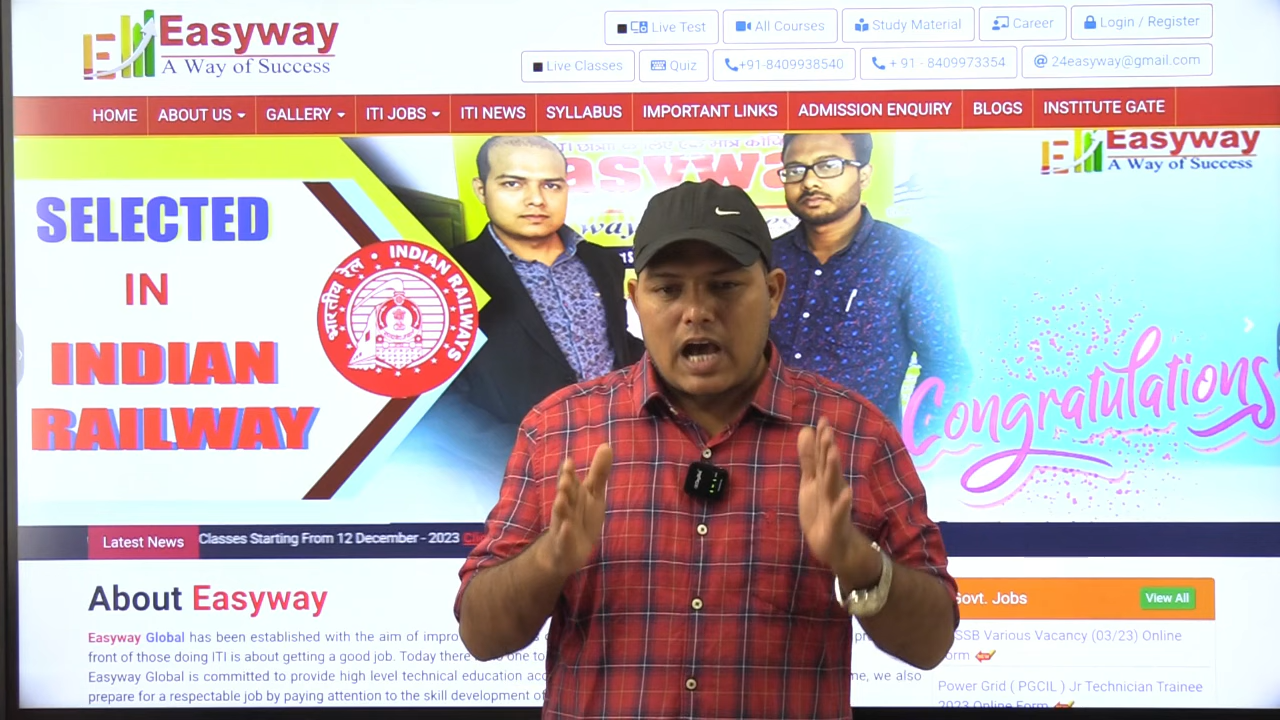 Easyway
A Way of Success
Live Test
All Courses
Study Material
Career
Login / Register
Live Classes
Quiz
+91-8409938540
+ 91 - 8409973354
24easyway@gmail.com
HOME
ABOUT US
GALLERY
ITI JOBS
ITI NEWS
SYLLABUS
IMPORTANT LINKS
ADMISSION ENQUIRY
BLOGS
INSTITUTE GATE
Easyway
A Way of Success
SELECTED
IN
INDIAN
RAILWAY
भारतीय रेल • INDIAN RAILWAYS
Congratulations
Latest News
Classes Starting From 12 December - 2023
About Easyway
Easyway Global has been established with the aim of
front of those doing ITI is about getting a good job. Today there
Easyway Global is committed to provide high level technical education
me, we also
prepare for a respectable job by paying attention to the skill development of
Govt. Jobs
View All
SSB Various Vacancy (03/23) Online
Power Grid ( PGCIL ) Jr Technician Trainee
2023 Online Form